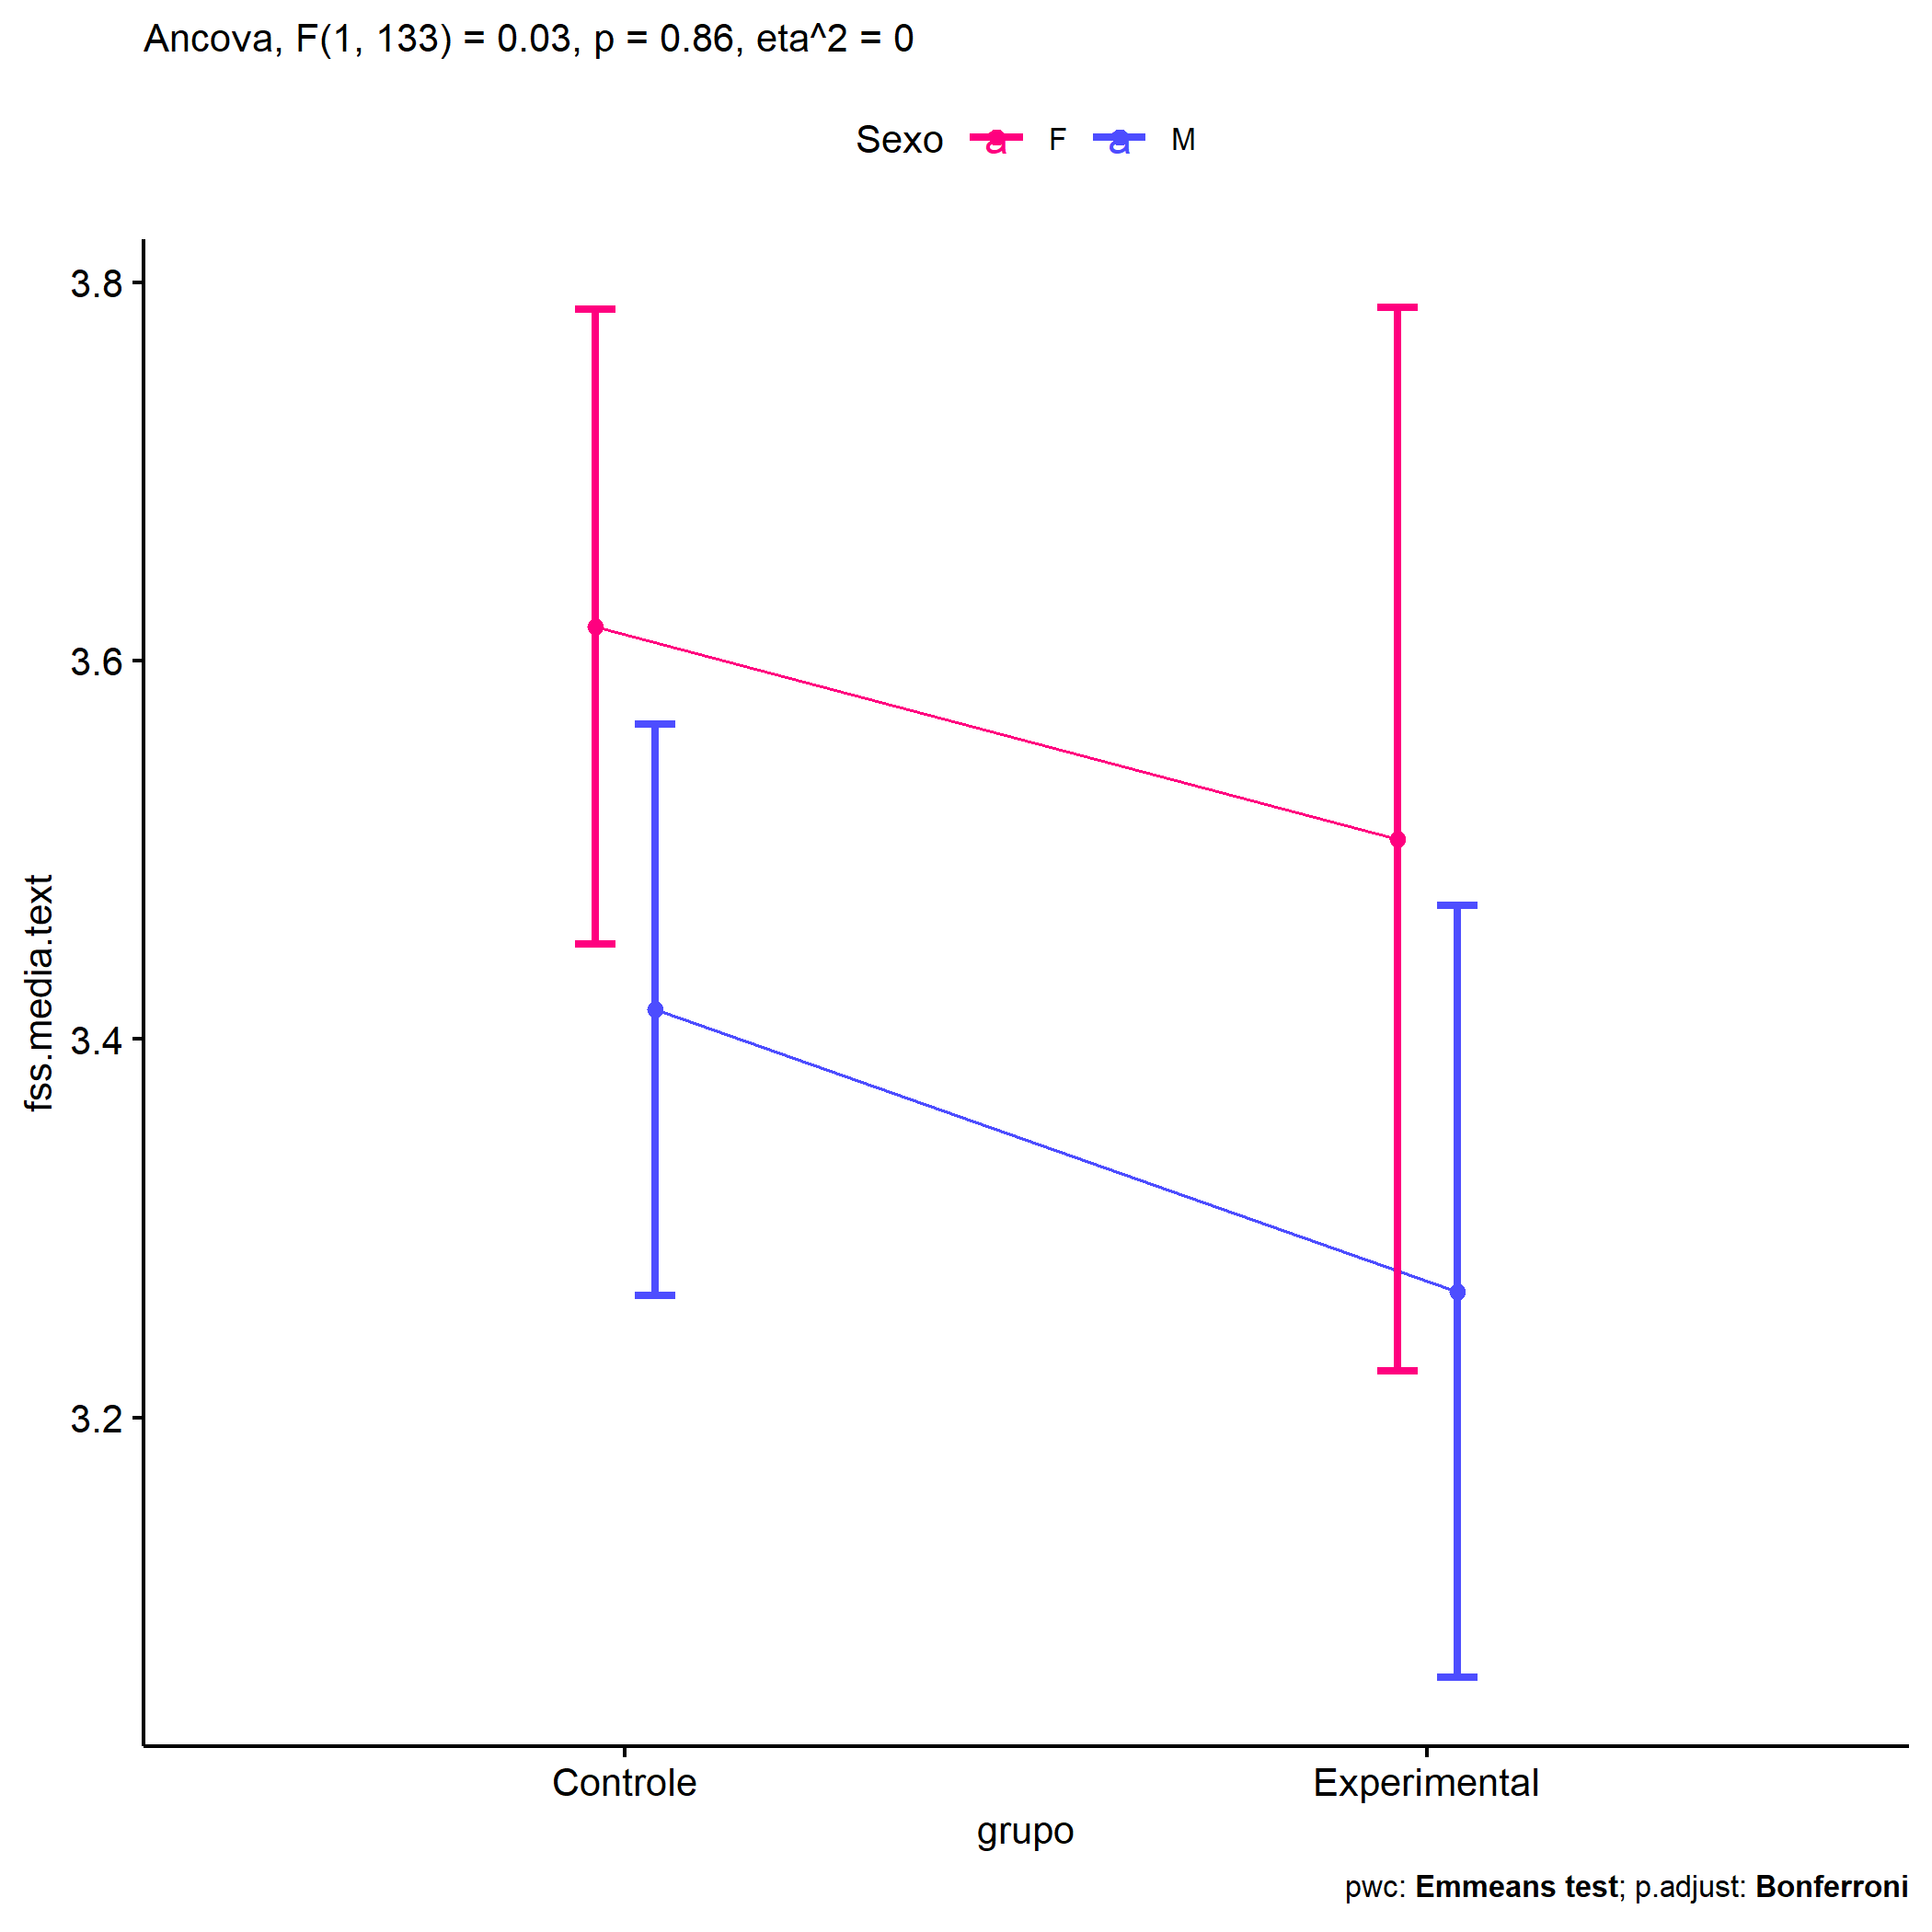 Ancova, F(1, 133) = 0.03, p = 0.86, eta^2 = 0
Sexo a F a M
3.8
3.6
3.4
3.2
fss.media.text
Controle Experimental
grupo
pwc: Emmeans test; p.adjust: Bonferroni